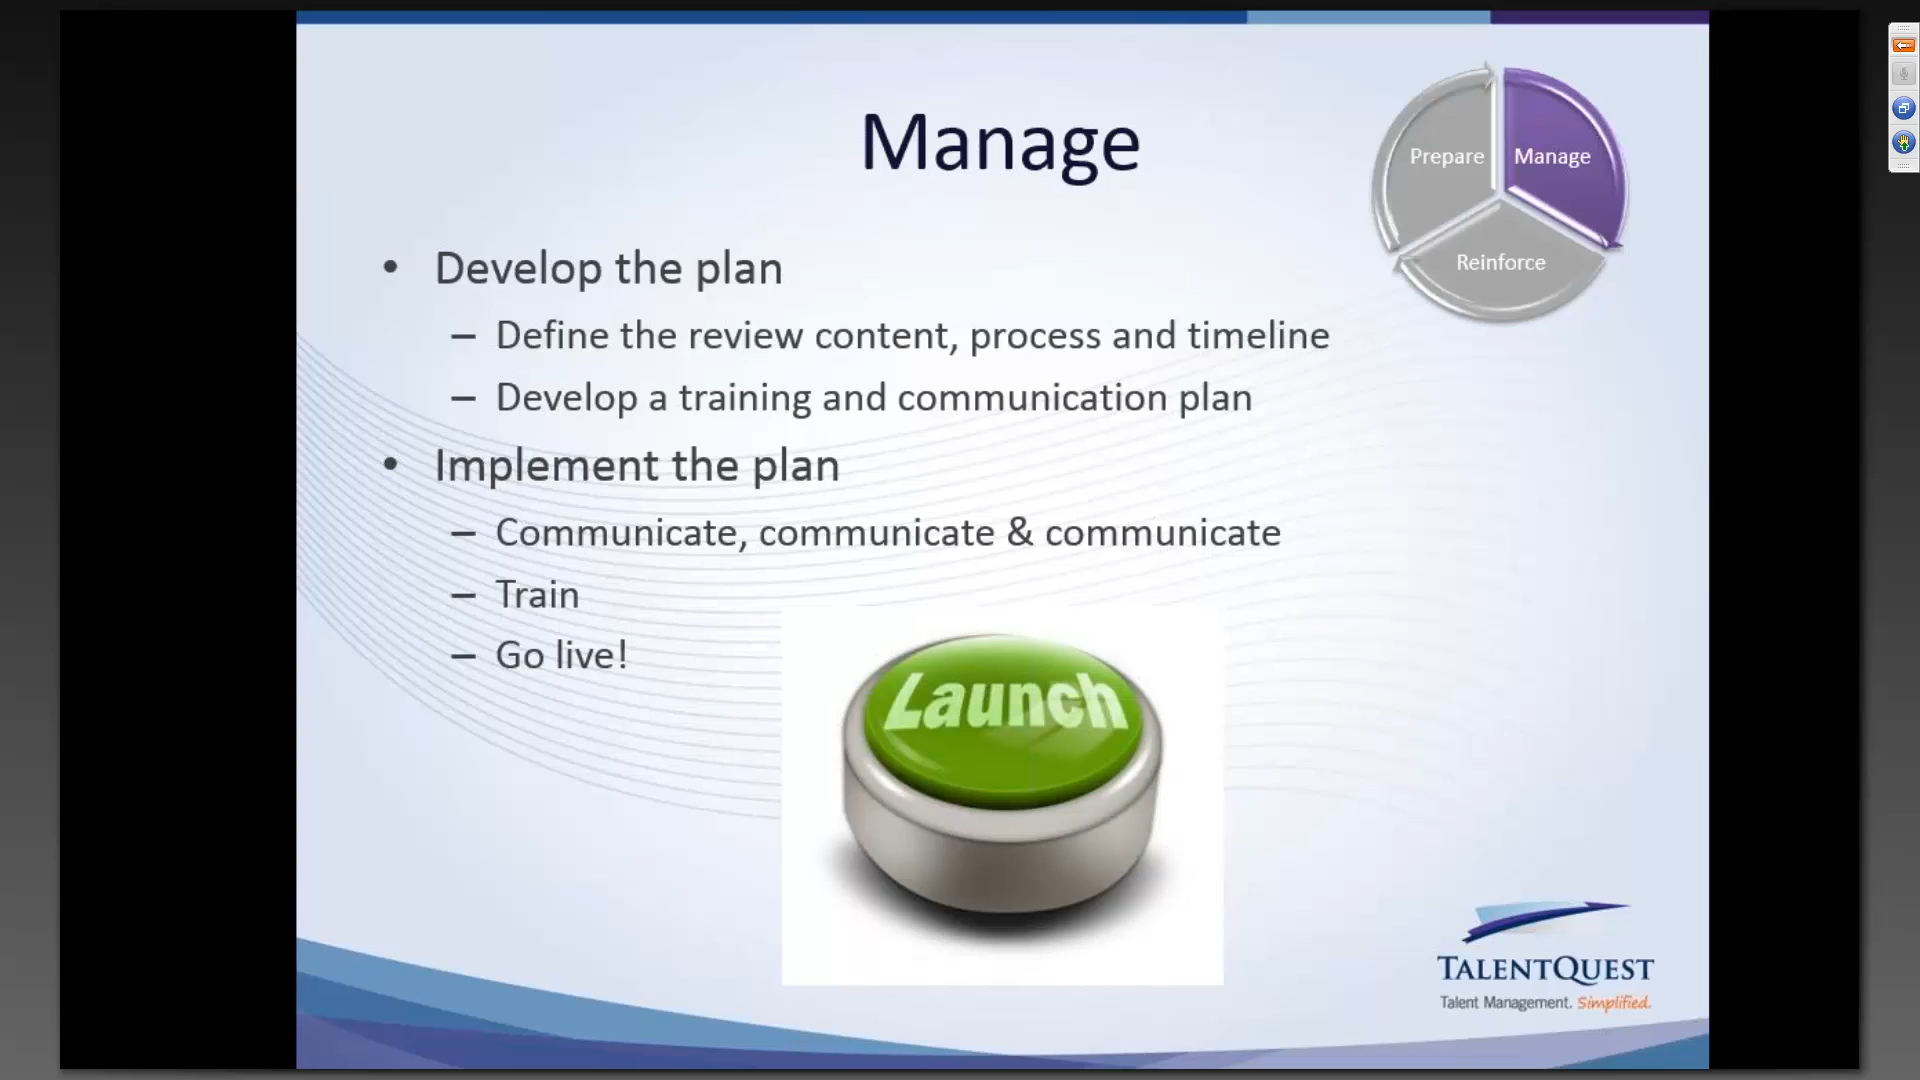 Manage
Prepare
Manage
Reinforce
• Develop the plan
– Define the review content, process and timeline
– Develop a training and communication plan
• Implement the plan
– Communicate, communicate & communicate
– Train
– Go live!
Launch
TALENTQUEST
Talent Management. Simplified.